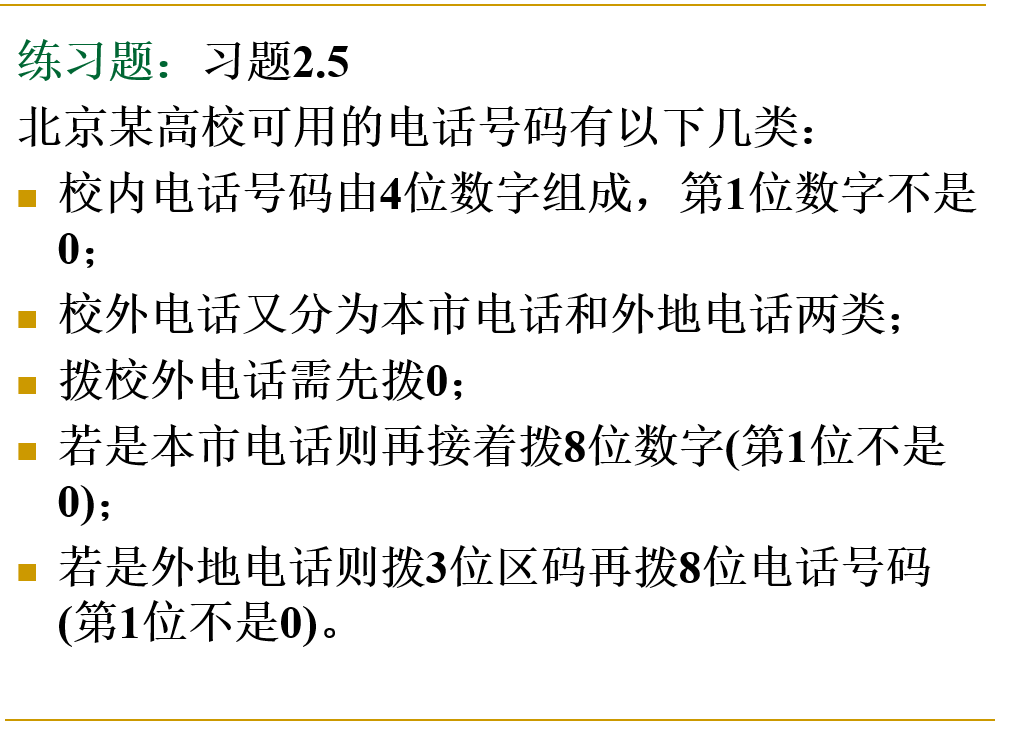 练习题：习题2.5
北京某高校可用的电话号码有以下几类：
■ 校内电话号码由4位数字组成，第1位数字不是
0；
■ 校外电话又分为本市电话和外地电话两类；
■ 拨校外电话需先拨0；
■ 若是本市电话则再接着拨8位数字(第1位不是
0)；
■ 若是外地电话则拨3位区码再拨8位电话号码
(第1位不是0)。